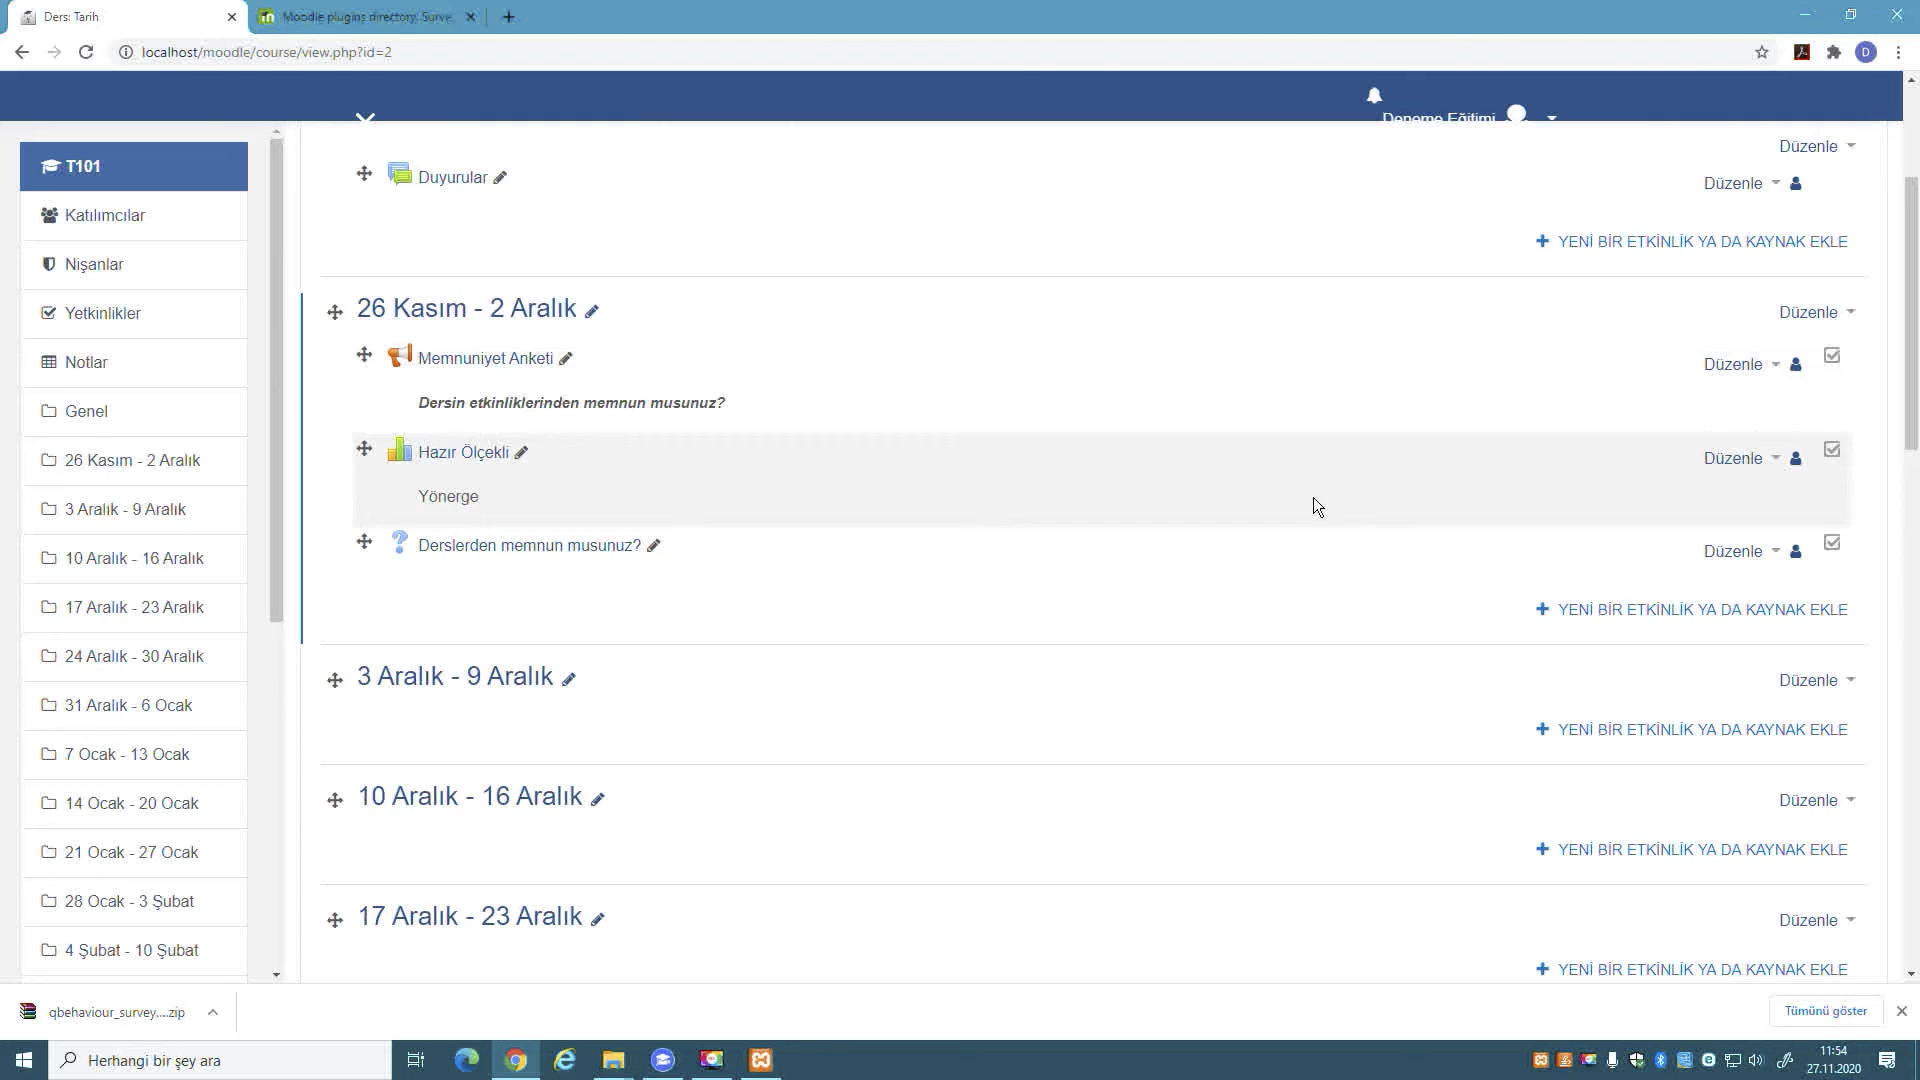 Ders: Tarih
Moodle plugins directory: Surve
localhost/moodle/course/view.php?id=2
D
Deneme Eğitimi
T101
Katılımcılar
Nişanlar
Yetkinlikler
Notlar
Genel
26 Kasım - 2 Aralık
3 Aralık - 9 Aralık
10 Aralık - 16 Aralık
17 Aralık - 23 Aralık
24 Aralık - 30 Aralık
31 Aralık - 6 Ocak
7 Ocak - 13 Ocak
14 Ocak - 20 Ocak
21 Ocak - 27 Ocak
28 Ocak - 3 Şubat
4 Şubat - 10 Şubat
Düzenle
Duyurular
Düzenle
YENİ BİR ETKİNLİK YA DA KAYNAK EKLE
26 Kasım - 2 Aralık
Düzenle
Memnuniyet Anketi
Düzenle
Dersin etkinliklerinden memnun musunuz?
Hazır Ölçekli
Düzenle
Yönerge
Derslerden memnun musunuz?
Düzenle
YENİ BİR ETKİNLİK YA DA KAYNAK EKLE
3 Aralık - 9 Aralık
Düzenle
YENİ BİR ETKİNLİK YA DA KAYNAK EKLE
10 Aralık - 16 Aralık
Düzenle
YENİ BİR ETKİNLİK YA DA KAYNAK EKLE
17 Aralık - 23 Aralık
Düzenle
YENİ BİR ETKİNLİK YA DA KAYNAK EKLE
qbehaviour_survey....zip
Tümünü göster
Herhangi bir şey ara
11:54
27.11.2020